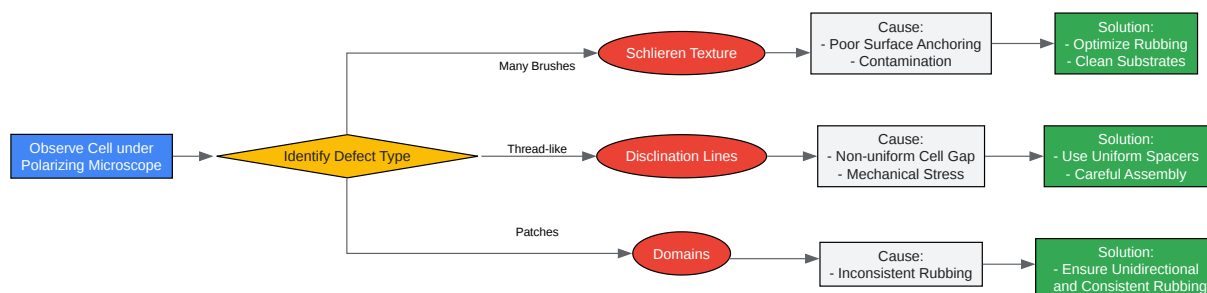 Observe Cell under
Polarizing Microscope
Identify Defect Type
Many Brushes
Schlieren Texture
Cause:
- Poor Surface Anchoring
- Contamination
Solution:
- Optimize Rubbing
- Clean Substrates
Thread-like
Disclination Lines
Cause:
- Non-uniform Cell Gap
- Mechanical Stress
Solution:
- Use Uniform Spacers
- Careful Assembly
Patches
Domains
Cause:
- Inconsistent Rubbing
Solution:
- Ensure Unidirectional
and Consistent Rubbing